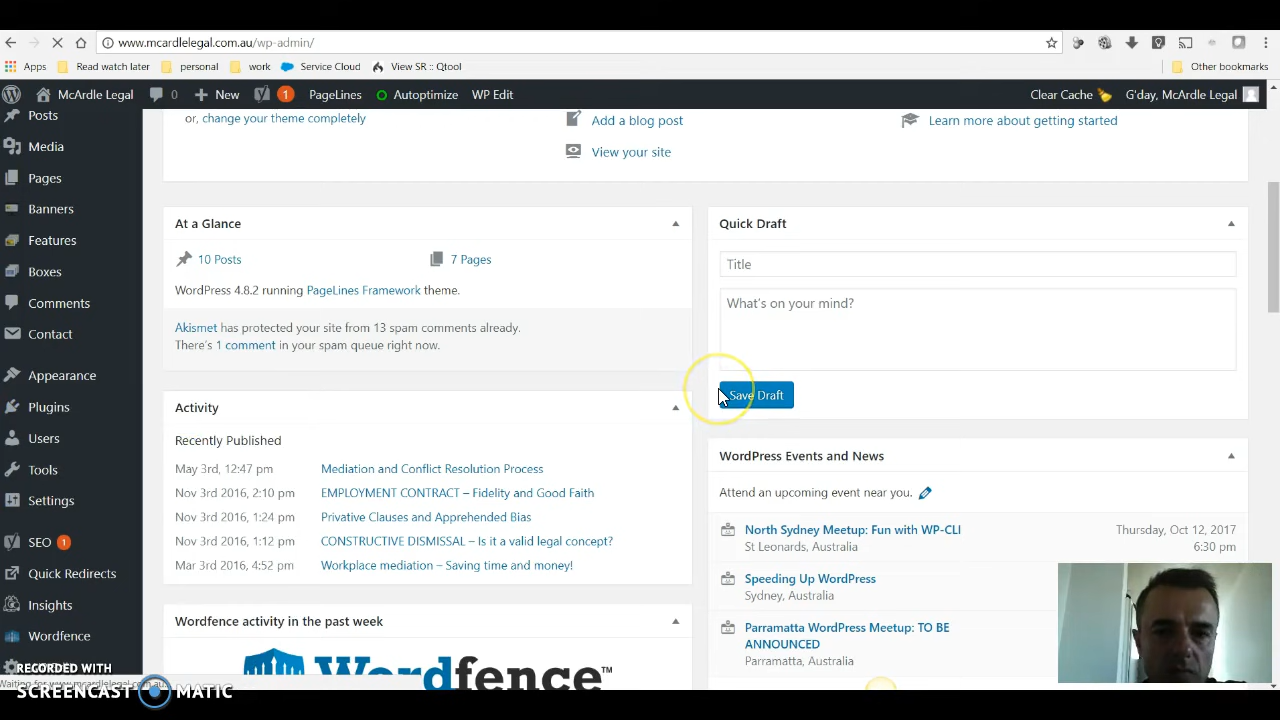 www.mcardlelegal.com.au/wp-admin/
Apps Read watch later personal work Service Cloud View SR :: Qtool Other bookmarks
McArdle Legal 0 New 1 PageLines Autoptimize WP Edit Clear Cache G'day, McArdle Legal
Posts
Media
Pages
Banners
Features
Boxes
Comments
Contact
Appearance
Plugins
Users
Tools
Settings
SEO 1
Quick Redirects
Insights
Wordfence
or, change your theme completely
Add a blog post
View your site
Learn more about getting started
At a Glance
10 Posts
7 Pages
WordPress 4.8.2 running PageLines Framework theme.
Akismet has protected your site from 13 spam comments already.
There's 1 comment in your spam queue right now.
Activity
Recently Published
May 3rd, 12:47 pm Mediation and Conflict Resolution Process
Nov 3rd 2016, 2:10 pm EMPLOYMENT CONTRACT – Fidelity and Good Faith
Nov 3rd 2016, 1:24 pm Privative Clauses and Apprehended Bias
Nov 3rd 2016, 1:12 pm CONSTRUCTIVE DISMISSAL – Is it a valid legal concept?
Mar 3rd 2016, 4:52 pm Workplace mediation – Saving time and money!
Wordfence activity in the past week
Wordfence
Quick Draft
Title
What's on your mind?
Save Draft
WordPress Events and News
Attend an upcoming event near you.
North Sydney Meetup: Fun with WP-CLI Thursday, Oct 12, 2017
St Leonards, Australia 6:30 pm
Speeding Up WordPress
Sydney, Australia
Parramatta WordPress Meetup: TO BE
ANNOUNCED
Parramatta, Australia
RECORDED WITH
Waiting for www.mcardlelegal.com.au...
SCREENCAST MATIC